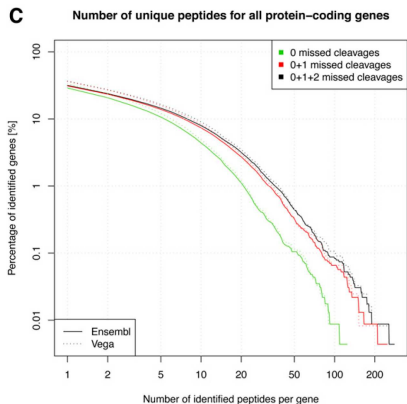 C
Number of unique peptides for all protein−coding genes
100
10
1
0.1
0.01
Percentage of identified genes [%]
0 missed cleavages
0+1 missed cleavages
0+1+2 missed cleavages
Ensembl
Vega
1 2 5 10 20 50 100 200
Number of identified peptides per gene